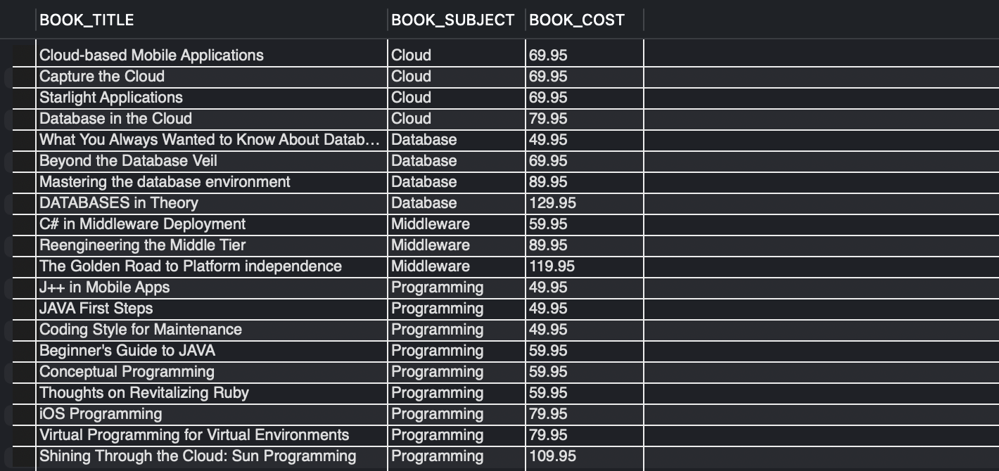 BOOK_TITLE BOOK_SUBJECT BOOK_COST
Cloud-based Mobile Applications Cloud 69.95
Capture the Cloud Cloud 69.95
Starlight Applications Cloud 69.95
Database in the Cloud Cloud 79.95
What You Always Wanted to Know About Datab... Database 49.95
Beyond the Database Veil Database 69.95
Mastering the database environment Database 89.95
DATABASES in Theory Database 129.95
C# in Middleware Deployment Middleware 59.95
Reengineering the Middle Tier Middleware 89.95
The Golden Road to Platform independence Middleware 119.95
J++ in Mobile Apps Programming 49.95
JAVA First Steps Programming 49.95
Coding Style for Maintenance Programming 49.95
Beginner's Guide to JAVA Programming 59.95
Conceptual Programming Programming 59.95
Thoughts on Revitalizing Ruby Programming 59.95
iOS Programming Programming 79.95
Virtual Programming for Virtual Environments Programming 79.95
Shining Through the Cloud: Sun Programming Programming 109.95